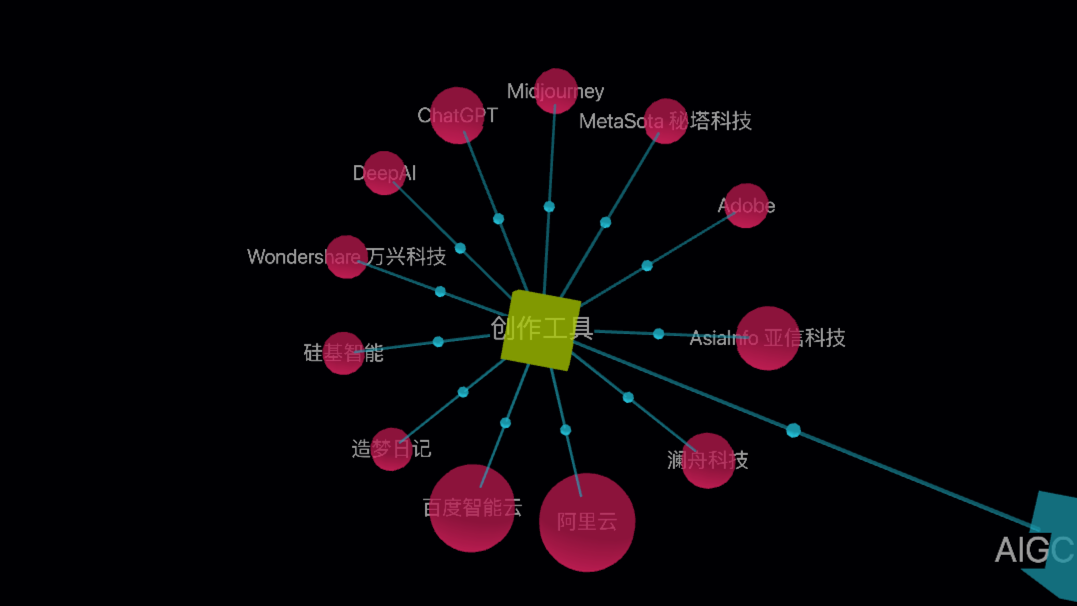 Midjourney
ChatGPT
MetaSota 秘塔科技
DeepAI
Adobe
Wondershare 万兴科技
创作工具
AsiaInfo 亚信科技
硅基智能
造梦日记
澜舟科技
百度智能云
阿里云
AIGC